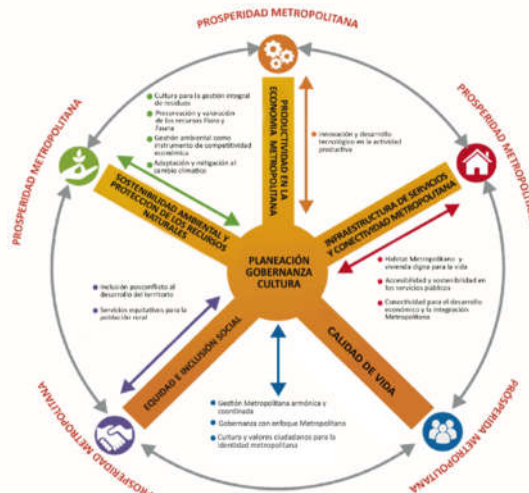 PROSPERIDAD METROPOLITANA
PROSPERIDAD METROPOLITANA
PROSPERIDAD METROPOLITANA
PRODUCTIVIDAD EN LA
ECONOMIA METROPOLITANA
Cultura para la gestión integral
de residuos
Preservación y valoración
de los recursos Flora y
Fauna
Gestión ambiental como
instrumento de competitividad
económica
Adaptación y mitigación al
cambio climatico
Innovación y desarrollo
tecnológico en la actividad
productiva
SOSTENIBILIDAD AMBIENTAL Y
PROTECCION DE LOS RECURSOS
NATURALES
INFRAESTRUCTURA DE SERVICIOS
Y CONECTIVIDAD METROPOLITANA
PLANEACIÓN
GOBERNANZA
CULTURA
Habitat Metropolitano y
vivienda digna para la vida
Accesibilidad y sostenibilidad en
los servicios públicos
Conectividad para el desarrollo
económico y la integración
Metropolitana
Inclusión posconflicto al
desarrollo del territorio
Servicios equitativos para la
población rural
EQUIDAD E INCLUSIÓN SOCIAL
CALIDAD DE VIDA
Gestión Metropolitana armónica y
coordinada
Gobernanza con enfoque Metropolitano
Cultura y valores ciudadanos para la
identidad metropolitana
PROSPERIDAD METROPOLITANA
PROSPERIDA METROPOLITANA